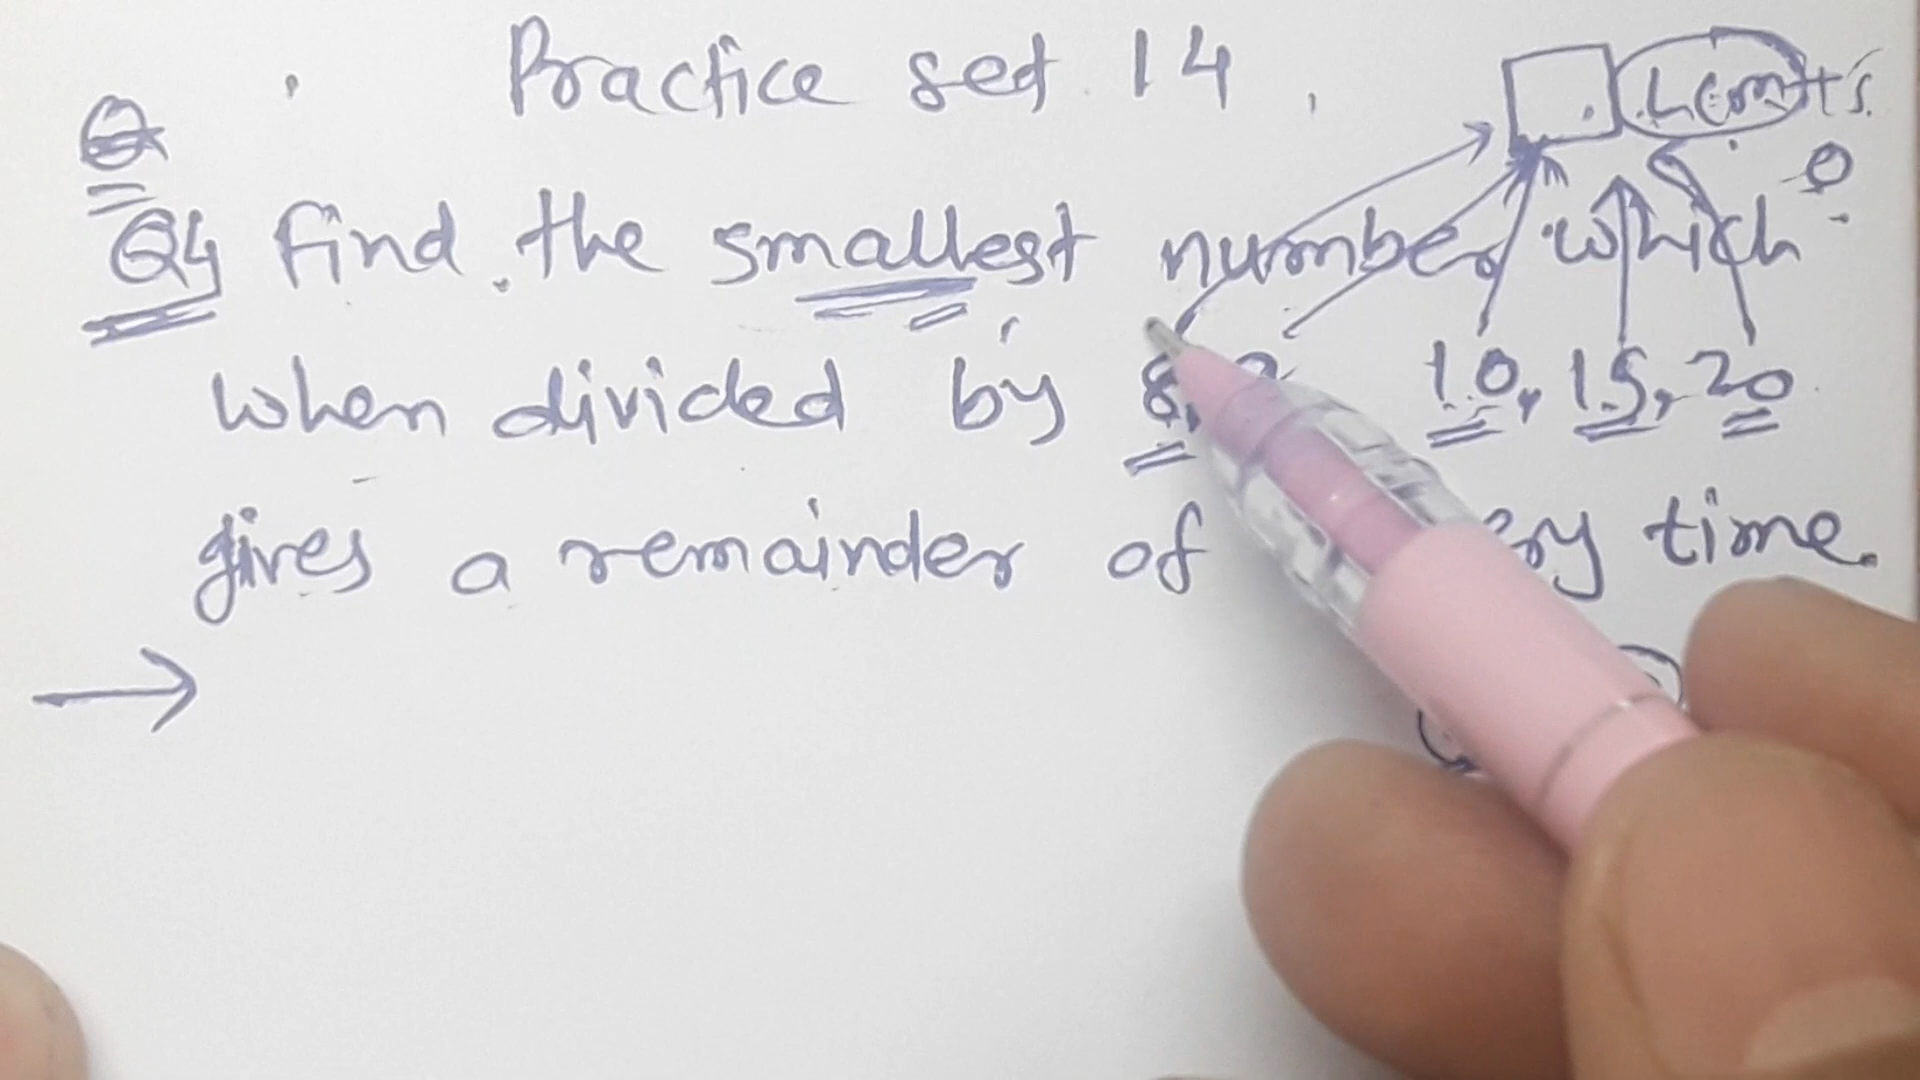 Practice set 14
Q
Q4 find the smallest number which
when divided by 8, 10, 15, 20
gives a remainder of time.